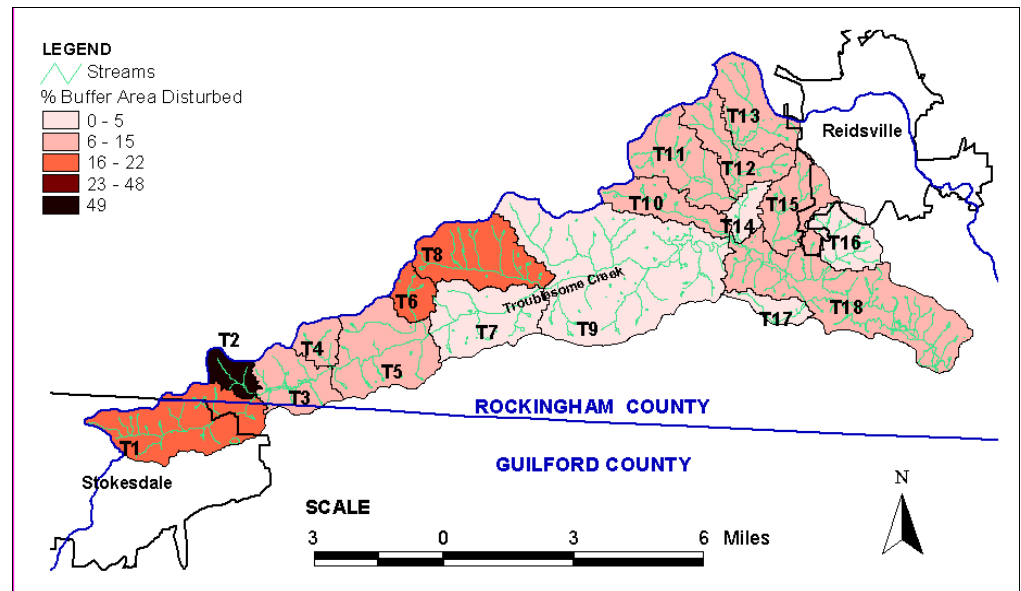 LEGEND
Streams
% Buffer Area Disturbed
0 - 5
6 - 15
16 - 22
23 - 48
49
T13
Reidsville
T11
T12
T10
T15
T14
T16
T8
T6
Troublesome Creek
T7
T9
T17
T18
T2
T4
T5
T3
ROCKINGHAM COUNTY
T1
GUILFORD COUNTY
Stokesdale
N
SCALE
3 0 3 6 Miles